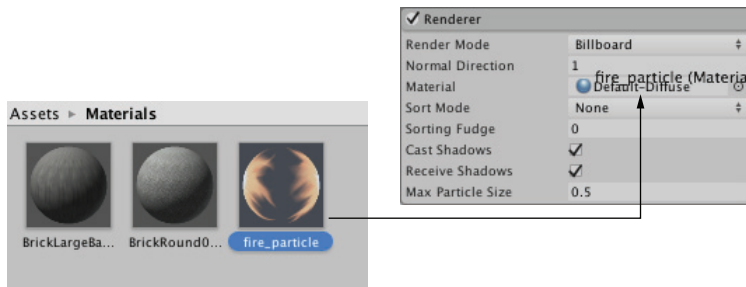 Renderer
Render Mode Billboard
Normal Direction 1
fire_particle (Materia
Material Default-Diffuse
Sort Mode None
Sorting Fudge 0
Cast Shadows
Receive Shadows
Max Particle Size 0.5
Assets ▸ Materials
BrickLargeBa... BrickRound0... fire_particle